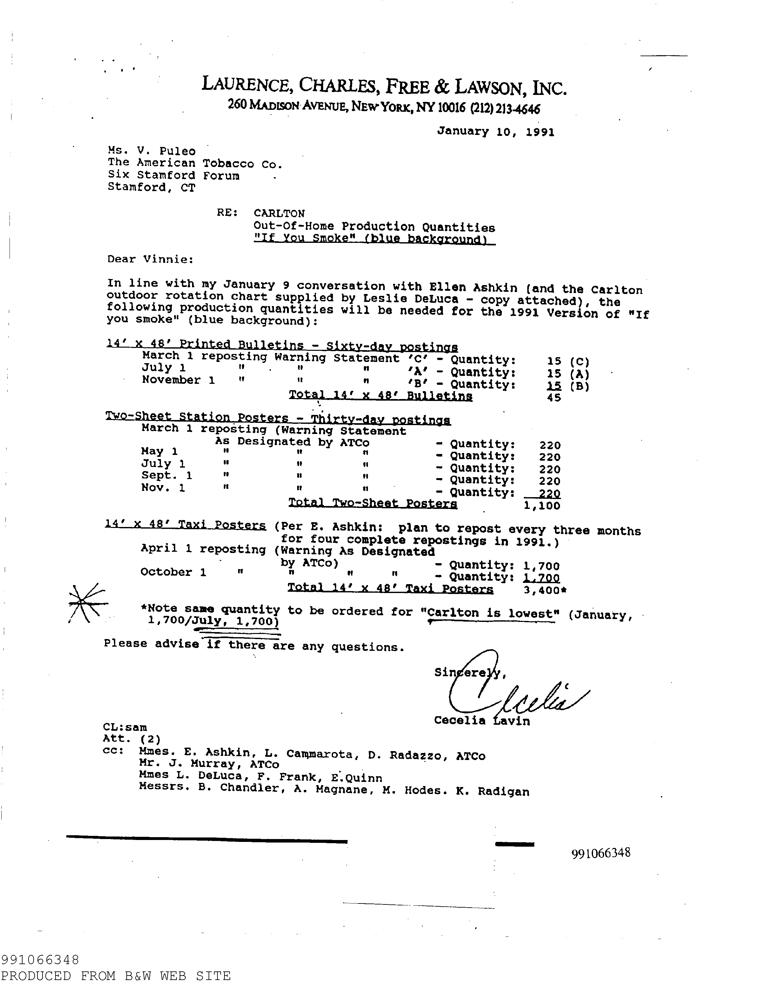 LAURENCE, CHARLES, FREE & LAWSON, INC.
260 MADISON AVENUE, NEW YORK, NY 10016 (212) 213-4646
January 10, 1991
Ms. V. Puleo
The American Tobacco Co.
Six Stamford Forum
Stamford, CT
RE: CARLTON
Out-Of-Home Production Quantities
"If You Smoke" (blue background)
Dear Vinnie:
In line with my January 9 conversation with Ellen Ashkin (and the Carlton
outdoor rotation chart supplied by Leslie DeLuca - copy attached), the
following production quantities will be needed for the 1991 Version of "If
you smoke" (blue background):
14' x 48' Printed Bulletins - Sixty-day postings
March 1 reposting Warning Statement 'C' - Quantity: 15 (C)
July 1 " " " 'A' - Quantity: 15 (A)
November 1 " " " 'B' - Quantity: 15 (B)
Total 14' x 48' Bulletins 45
Two-Sheet Station Posters - Thirty-day postings
March 1 reposting (Warning Statement
As Designated by ATCo - Quantity: 220
May 1 " " " - Quantity: 220
July 1 " " " - Quantity: 220
Sept. 1 " " " - Quantity: 220
Nov. 1 " " " - Quantity: 220
Total Two-Sheet Posters 1,100
14' x 48' Taxi Posters (Per E. Ashkin: plan to repost every three months
for four complete repostings in 1991.)
April 1 reposting (Warning As Designated
by ATCo) - Quantity: 1,700
October 1 " " " " - Quantity: 1,700
Total 14' x 48' Taxi Posters 3,400*
*Note same quantity to be ordered for "Carlton is lowest" (January,
1,700/July, 1,700)
Please advise if there are any questions.
Sincerely,
Cecelia
Cecelia Lavin
CL:sam
Att. (2)
cc: Mmes. E. Ashkin, L. Cammarota, D. Radazzo, ATCo
Mr. J. Murray, ATCo
Mmes L. DeLuca, F. Frank, E.Quinn
Messrs. B. Chandler, A. Magnane, M. Hodes. K. Radigan
991066348
991066348
PRODUCED FROM B&W WEB SITE